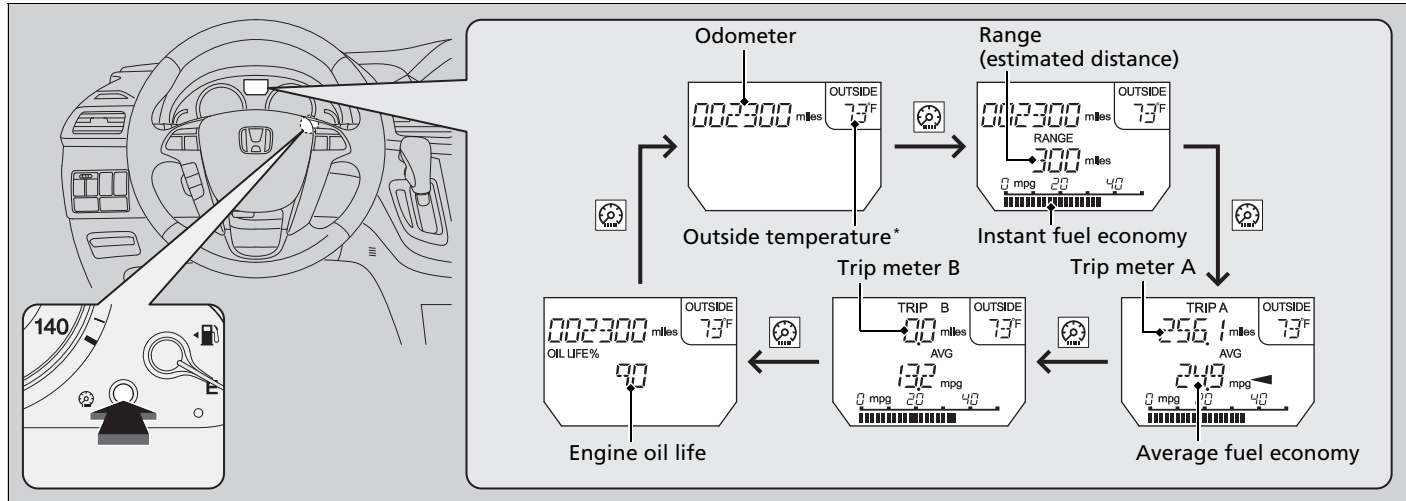 Odometer
Range
(estimated distance)
002300 miles
OUTSIDE
73°F
002300 miles
OUTSIDE
73°F
RANGE
300 miles
0 mpg 20 40
Outside temperature*
Instant fuel economy
Trip meter B
Trip meter A
002300 miles
OUTSIDE
73°F
OIL LIFE%
90
TRIP B
0.0 miles
OUTSIDE
73°F
AVG
13.2 mpg
0 mpg 20 40
TRIP A
256.1 miles
OUTSIDE
73°F
AVG
24.9 mpg
0 mpg 20 40
Engine oil life
Average fuel economy
140
E